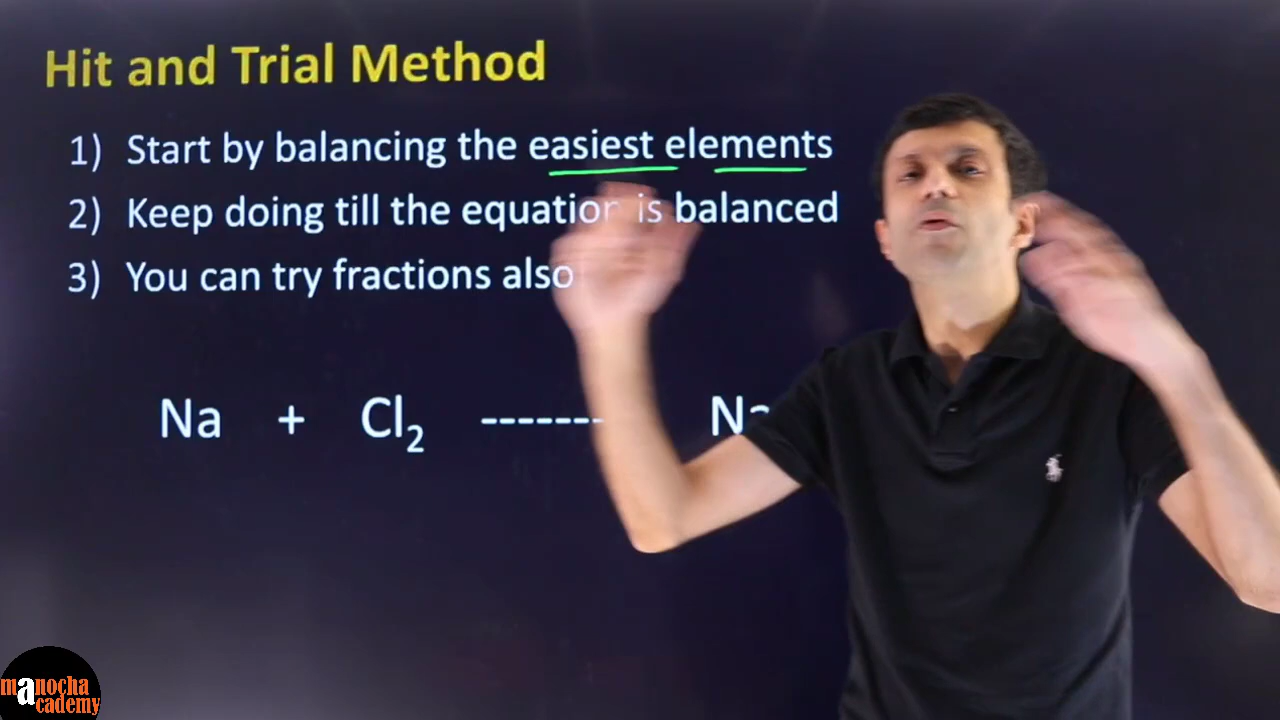 Hit and Trial Method
1) Start by balancing the easiest elements
2) Keep doing till the equation is balanced
3) You can try fractions also
Na + Cl₂ ------- Na
manocha
academy